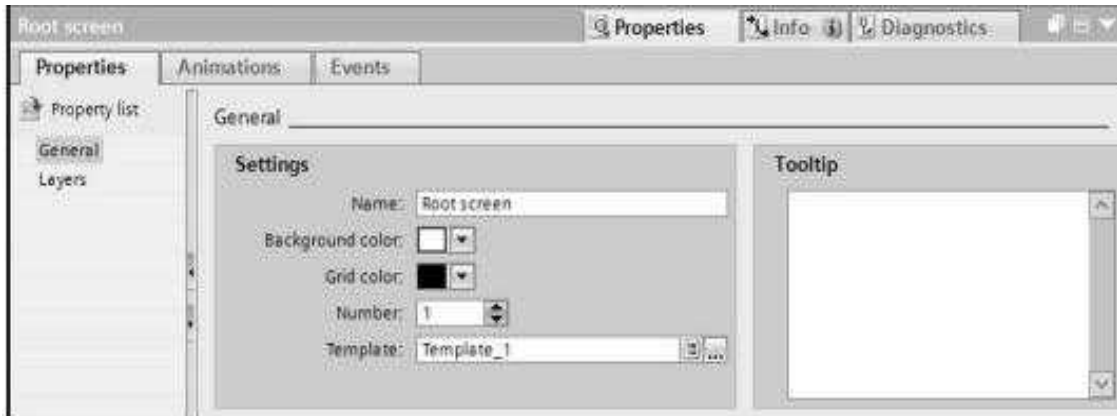 Root screen Properties Info Diagnostics
Properties Animations Events
Property list
General
Layers
General
Settings
Name: Root screen
Background color:
Grid color:
Number: 1
Template: Template_1 ...
Tooltip